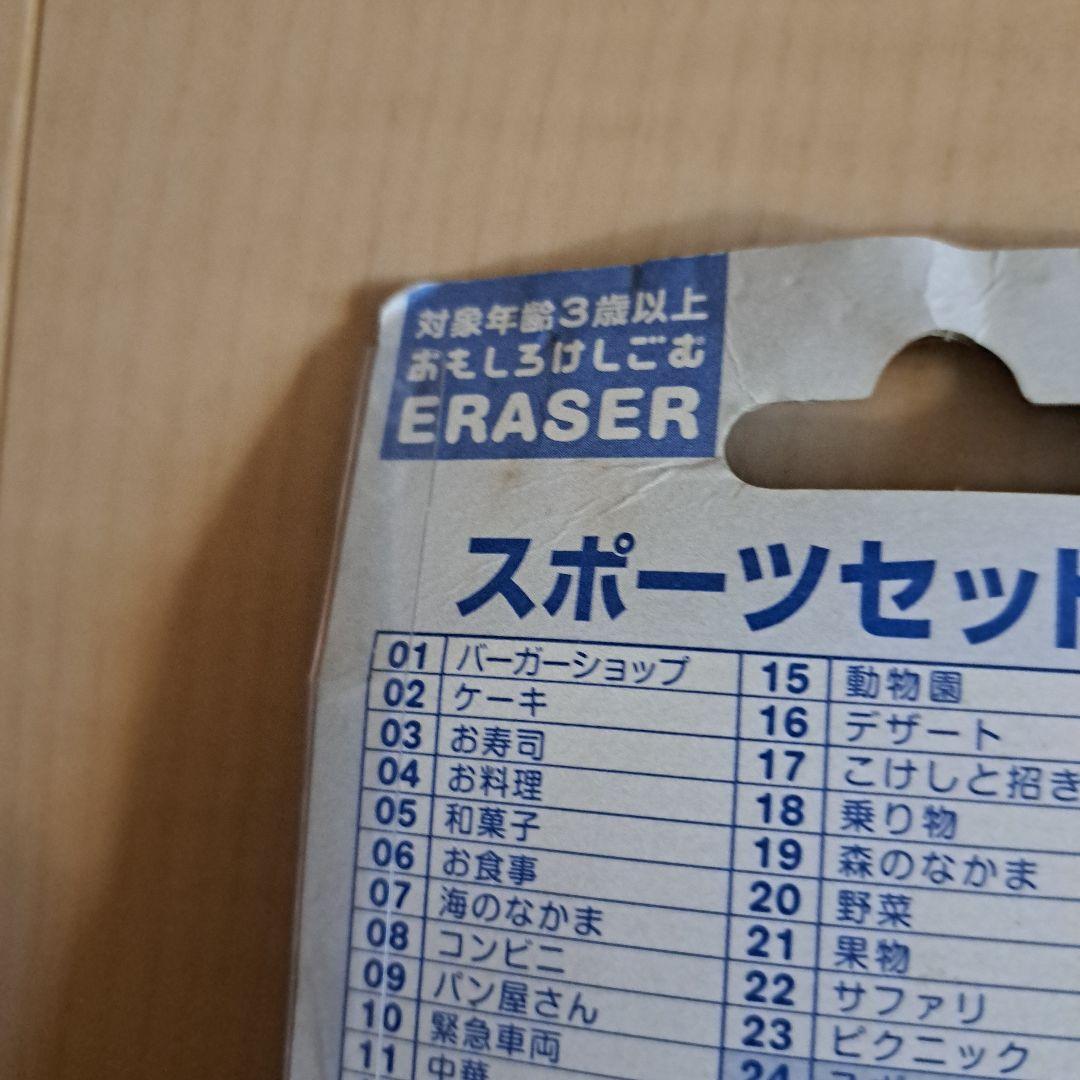 対象年齢3歳以上
おもしろけしごむ
ERASER
スポーツセット
01 バーガーショップ
02 ケーキ
03 お寿司
04 お料理
05 和菓子
06 お食事
07 海のなかま
08 コンビニ
09 パン屋さん
10 緊急車両
11 中華
15 動物園
16 デザート
17 こけしと招き
18 乗り物
19 森のなかま
20 野菜
21 果物
22 サファリ
23 ピクニック
24